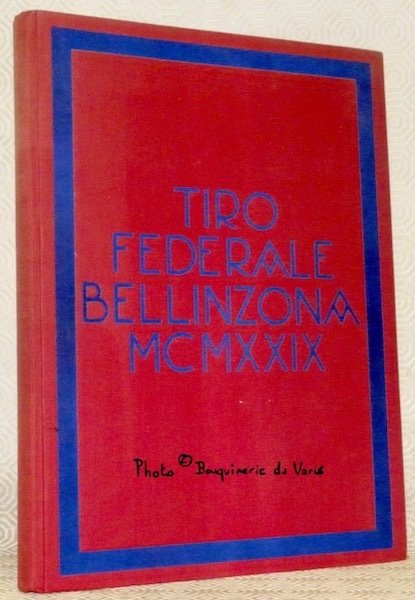 TIRO
FEDERALE
BELLINZONA
MCMXXIX
Photo © Bouquinerie du Varis